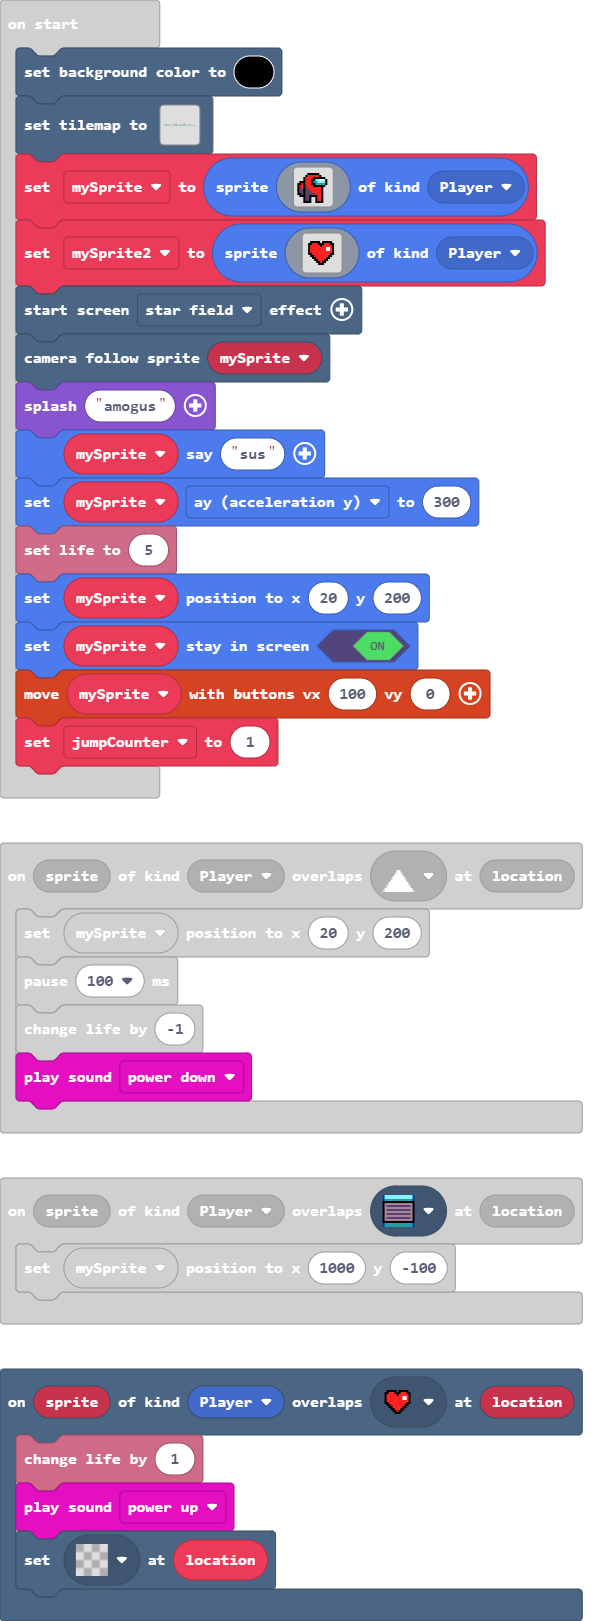 on start
set background color to
set tilemap to
set mySprite to sprite of kind Player
set mySprite2 to sprite of kind Player
start screen star field effect
camera follow sprite mySprite
splash "amogus"
mySprite say "sus"
set mySprite ay (acceleration y) to 300
set life to 5
set mySprite position to x 20 y 200
set mySprite stay in screen ON
move mySprite with buttons vx 100 vy 0
set jumpCounter to 1
on sprite of kind Player overlaps at location
set mySprite position to x 20 y 200
pause 100 ms
change life by -1
play sound power down
on sprite of kind Player overlaps at location
set mySprite position to x 1000 y -100
on sprite of kind Player overlaps at location
change life by 1
play sound power up
set at location